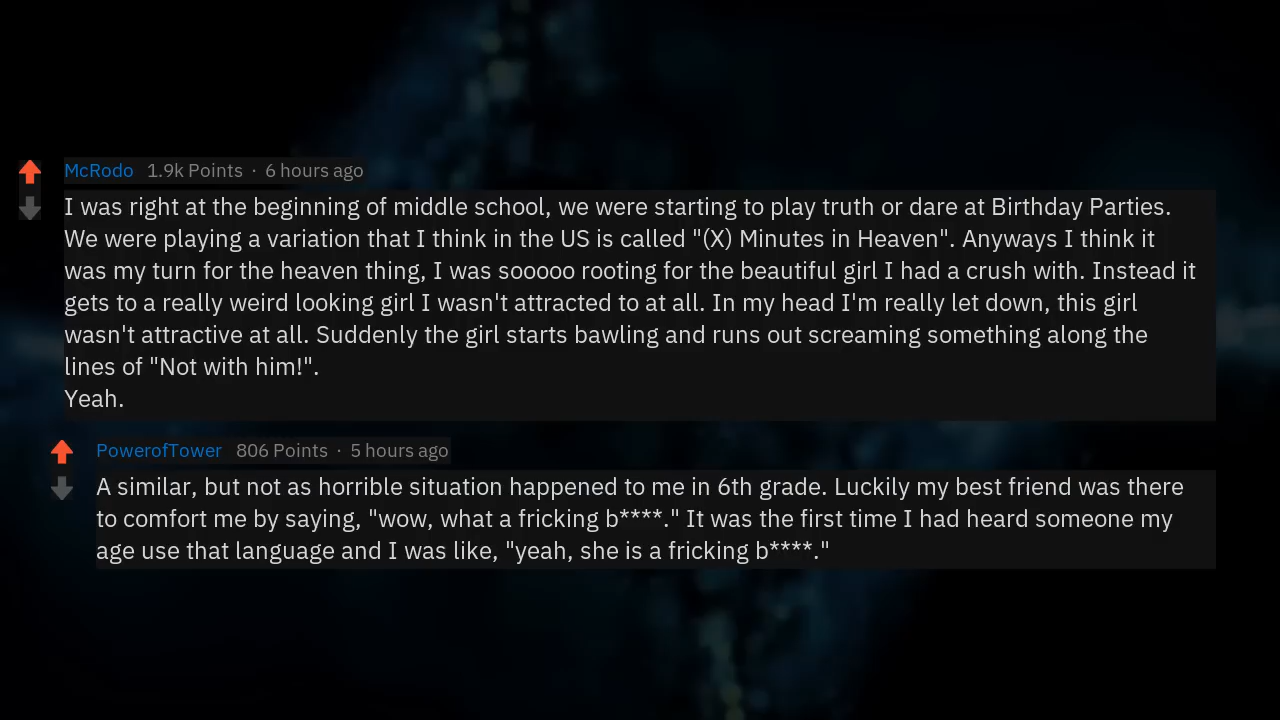 McRodo 1.9k Points · 6 hours ago
I was right at the beginning of middle school, we were starting to play truth or dare at Birthday Parties.
We were playing a variation that I think in the US is called "(X) Minutes in Heaven". Anyways I think it
was my turn for the heaven thing, I was sooooo rooting for the beautiful girl I had a crush with. Instead it
gets to a really weird looking girl I wasn't attracted to at all. In my head I'm really let down, this girl
wasn't attractive at all. Suddenly the girl starts bawling and runs out screaming something along the
lines of "Not with him!".
Yeah.
PowerofTower 806 Points · 5 hours ago
A similar, but not as horrible situation happened to me in 6th grade. Luckily my best friend was there
to comfort me by saying, "wow, what a fricking b****." It was the first time I had heard someone my
age use that language and I was like, "yeah, she is a fricking b****."